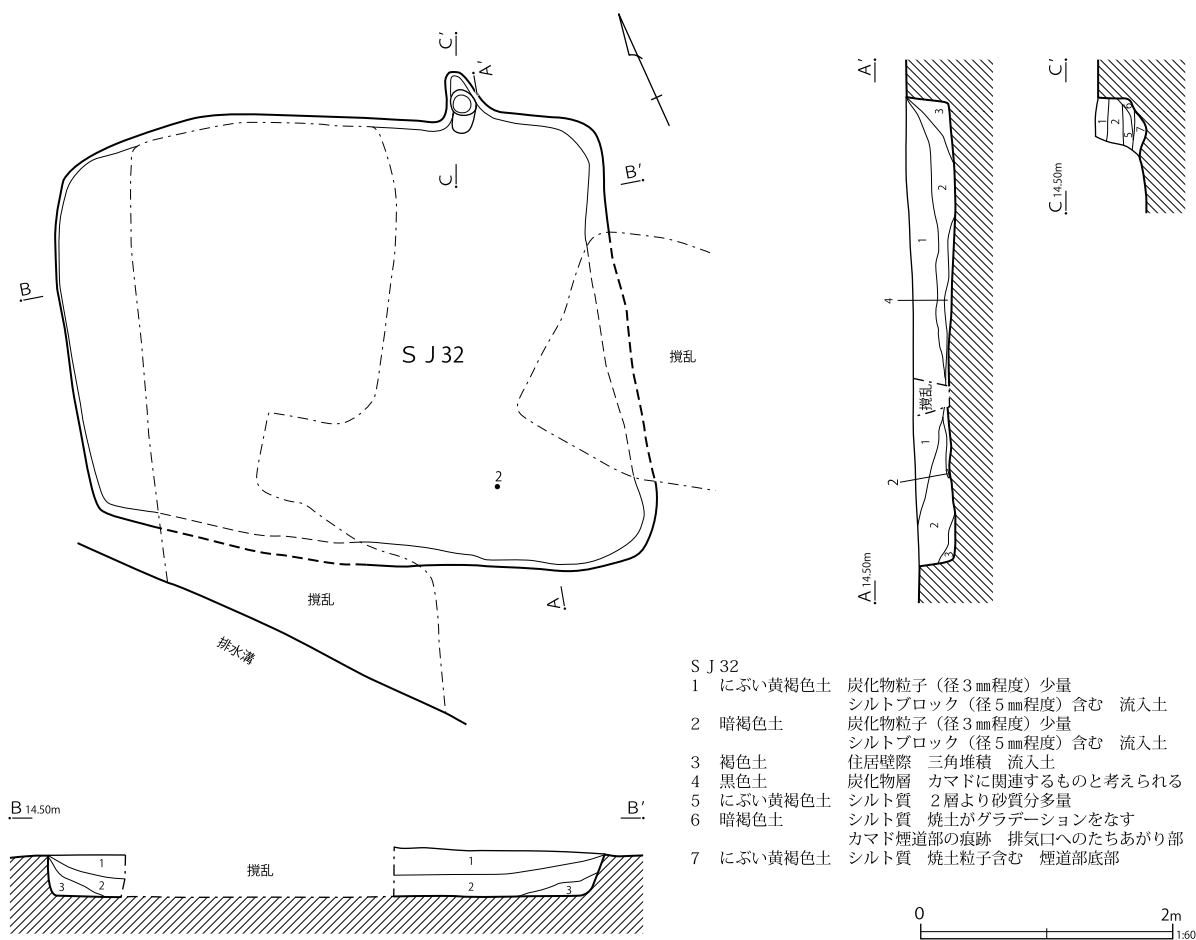 C′
A′
C
B′
B
ＳＪ32
撹乱
2
A
撹乱
排水溝
A′
3
2
1
4
撹乱
1
2
2
3
A 14.50m
C′
1
2
5
6
7
C 14.50m
ＳＪ32
1 にぶい黄褐色土 炭化物粒子（径３㎜程度）少量
シルトブロック（径５㎜程度）含む 流入土
2 暗褐色土 炭化物粒子（径３㎜程度）少量
シルトブロック（径５㎜程度）含む 流入土
3 褐色土 住居壁際 三角堆積 流入土
4 黒色土 炭化物層 カマドに関連するものと考えられる
5 にぶい黄褐色土 シルト質 ２層より砂質分多量
6 暗褐色土 シルト質 焼土がグラデーションをなす
カマド煙道部の痕跡 排気口へのたちあがり部
7 にぶい黄褐色土 シルト質 焼土粒子含む 煙道部底部
B 14.50m
B′
1
2
3
撹乱
1
2
3
0
2m
1:60